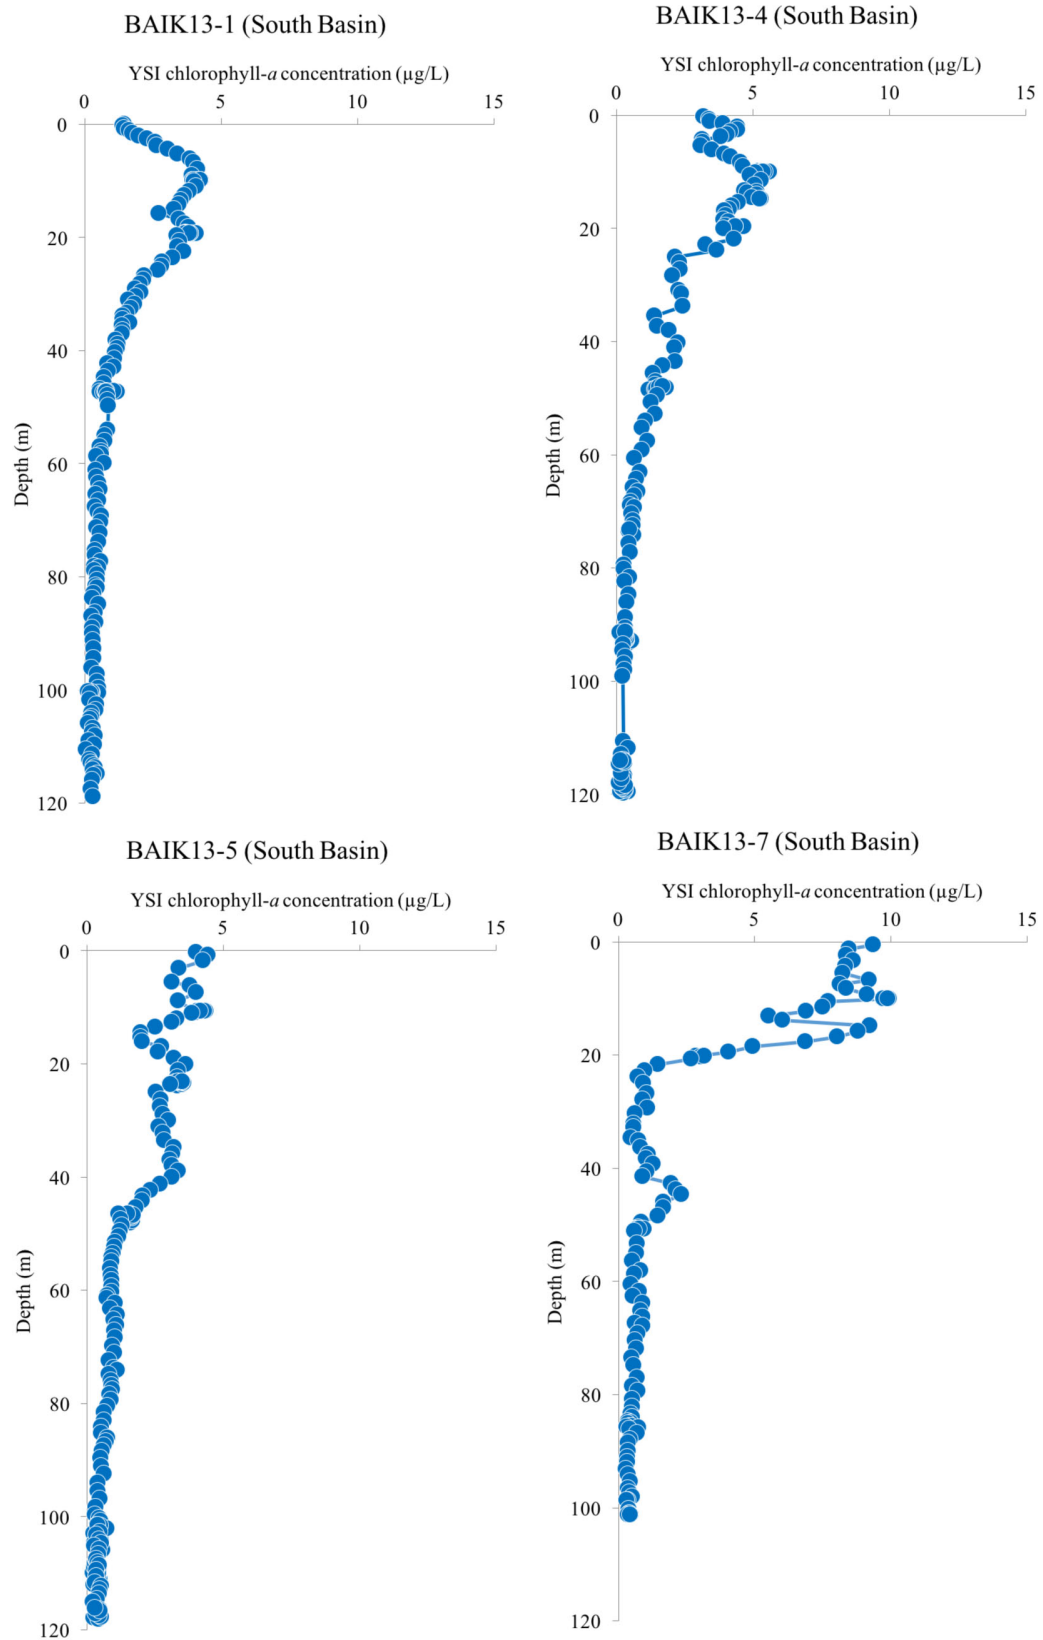 BAIK13-1 (South Basin)
YSI chlorophyll-a concentration (µg/L)
0 5 10 15
0
20
40
60
80
100
120
Depth (m)
BAIK13-4 (South Basin)
YSI chlorophyll-a concentration (µg/L)
0 5 10 15
0
20
40
60
80
100
120
Depth (m)
BAIK13-5 (South Basin)
YSI chlorophyll-a concentration (µg/L)
0 5 10 15
0
20
40
60
80
100
120
Depth (m)
BAIK13-7 (South Basin)
YSI chlorophyll-a concentration (µg/L)
0 5 10 15
0
20
40
60
80
100
120
Depth (m)